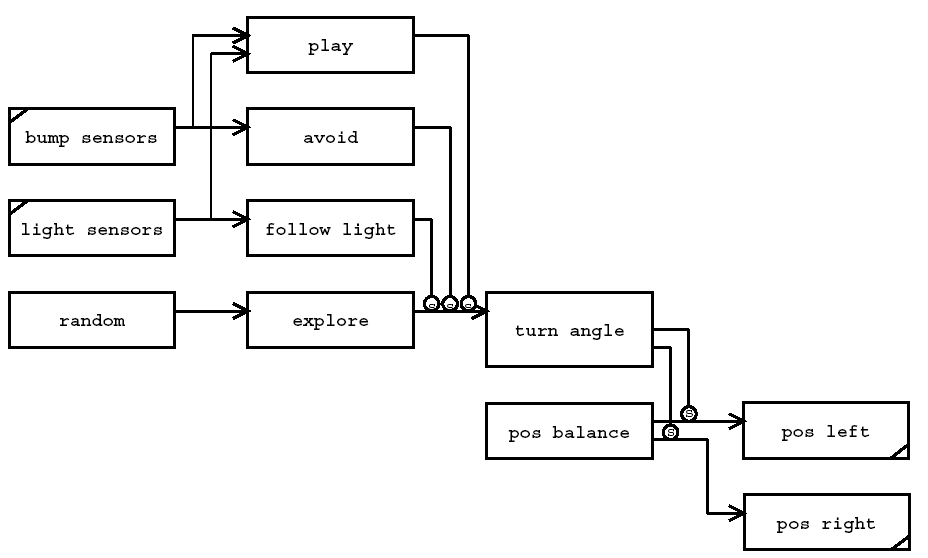 play
bump sensors
avoid
light sensors
follow light
random
explore
s
s
s
turn angle
s
pos balance
s
pos left
pos right